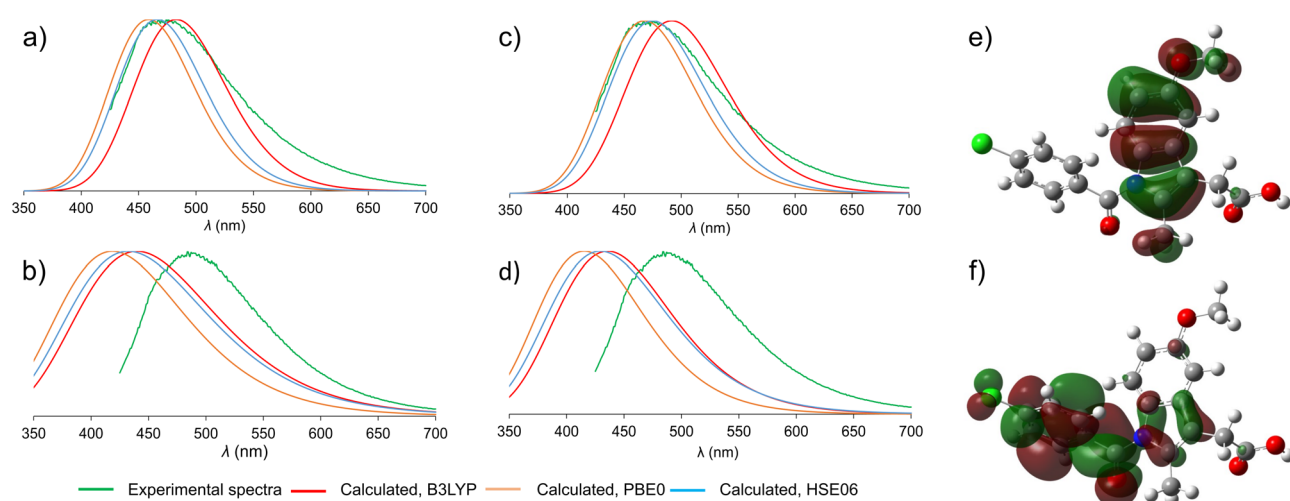 a)
350 400 450 500 550 600 650 700
λ (nm)
c)
350 400 450 500 550 600 650 700
λ (nm)
e)
b)
350 400 450 500 550 600 650 700
λ (nm)
d)
350 400 450 500 550 600 650 700
λ (nm)
f)
Experimental spectra Calculated, B3LYP Calculated, PBE0 Calculated, HSE06